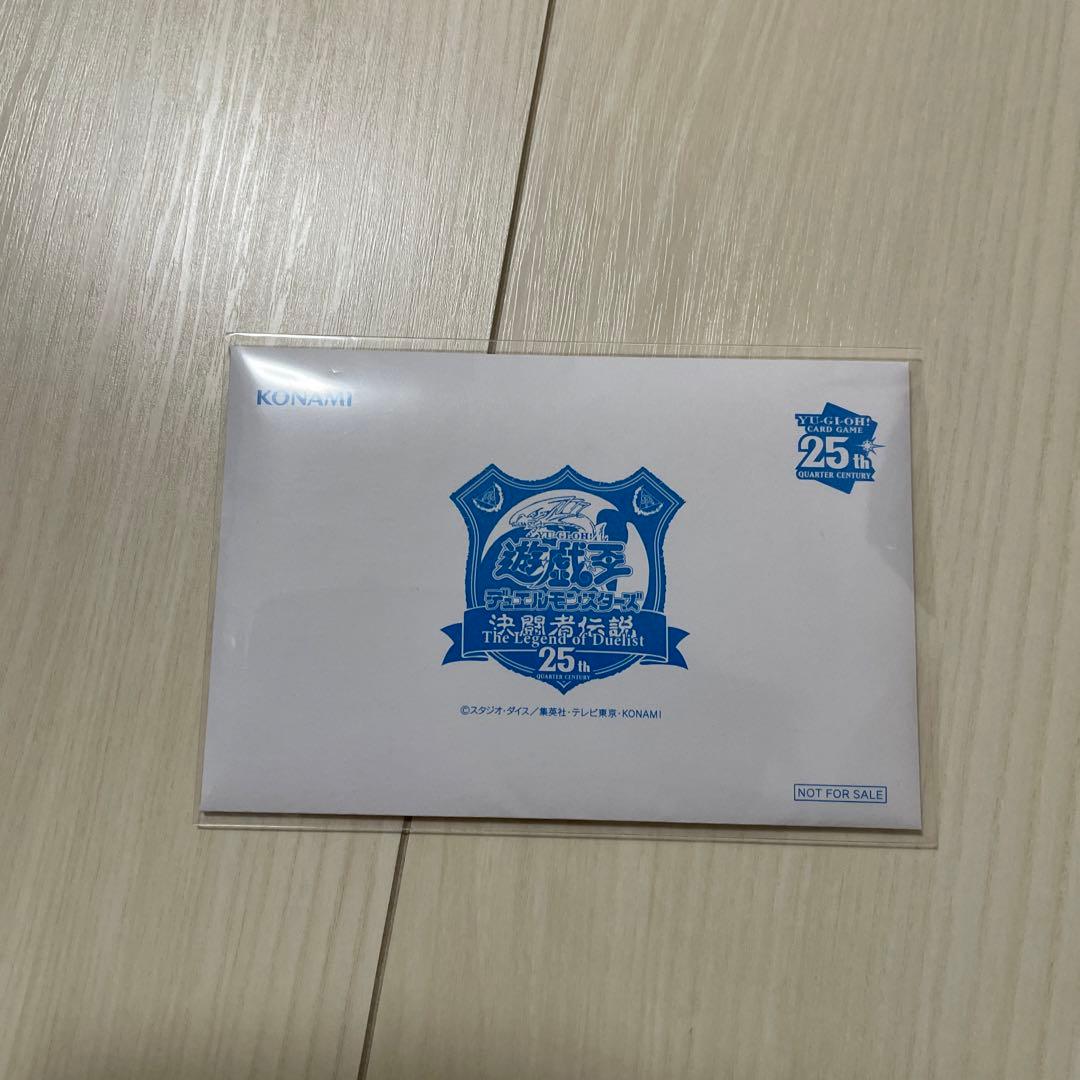 KONAMI
YU-GI-OH!
CARD GAME
25th
QUARTER CENTURY
YU-GI-OH!
遊戯王
デュエルモンスターズ
決闘者伝説
The Legend of Duelist
25th
QUARTER CENTURY
©スタジオ・ダイス／集英社・テレビ東京・KONAMI
NOT FOR SALE